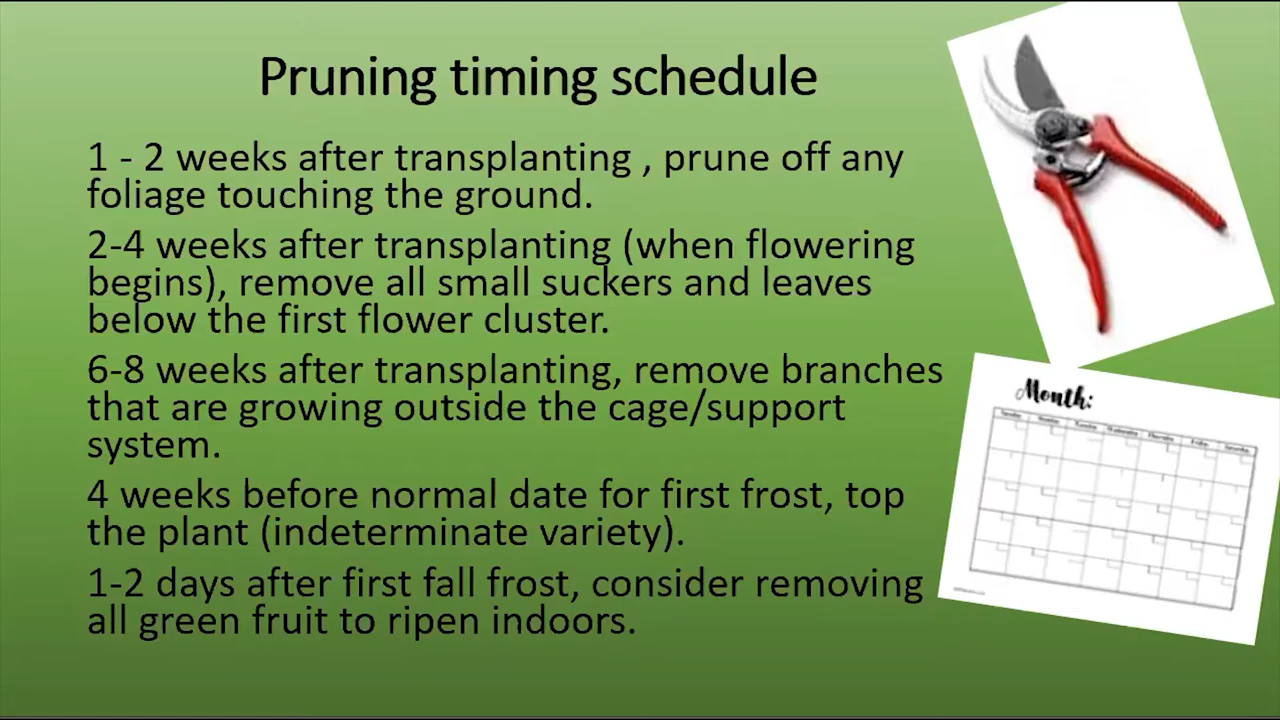 Pruning timing schedule
1 - 2 weeks after transplanting , prune off any
foliage touching the ground.
2-4 weeks after transplanting (when flowering
begins), remove all small suckers and leaves
below the first flower cluster.
6-8 weeks after transplanting, remove branches
that are growing outside the cage/support
system.
4 weeks before normal date for first frost, top
the plant (indeterminate variety).
1-2 days after first fall frost, consider removing
all green fruit to ripen indoors.
Month: